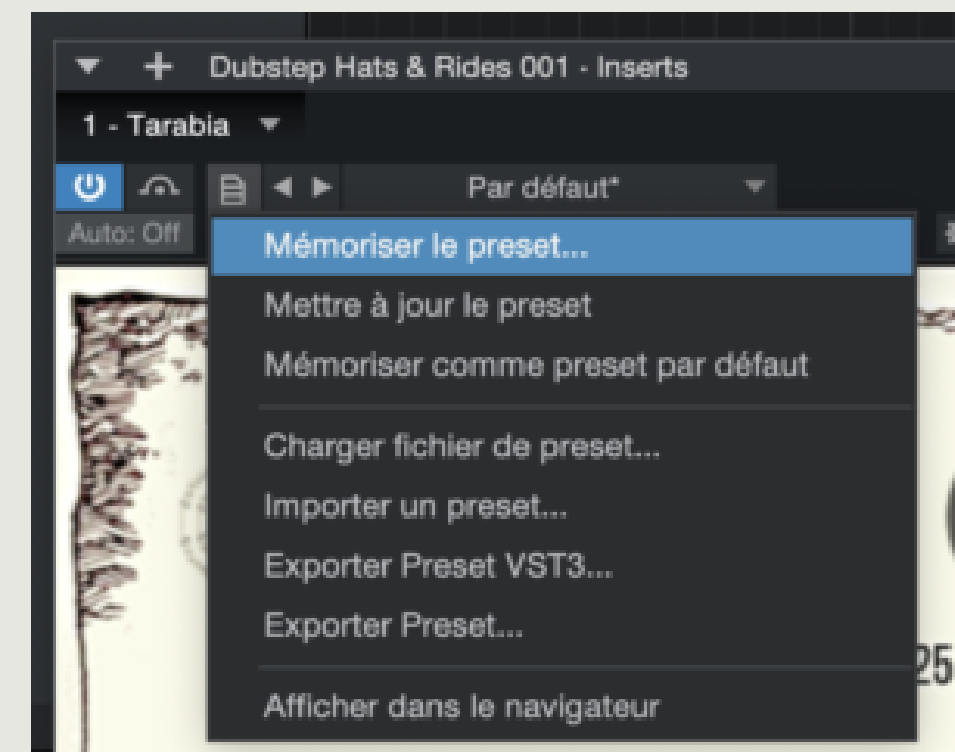 Dubstep Hats & Rides 001 - Inserts
1 - Tarabia
Par défaut*
Auto: Off
Mémoriser le preset...
Mettre à jour le preset
Mémoriser comme preset par défaut
Charger fichier de preset...
Importer un preset...
Exporter Preset VST3...
Exporter Preset...
25
Afficher dans le navigateur